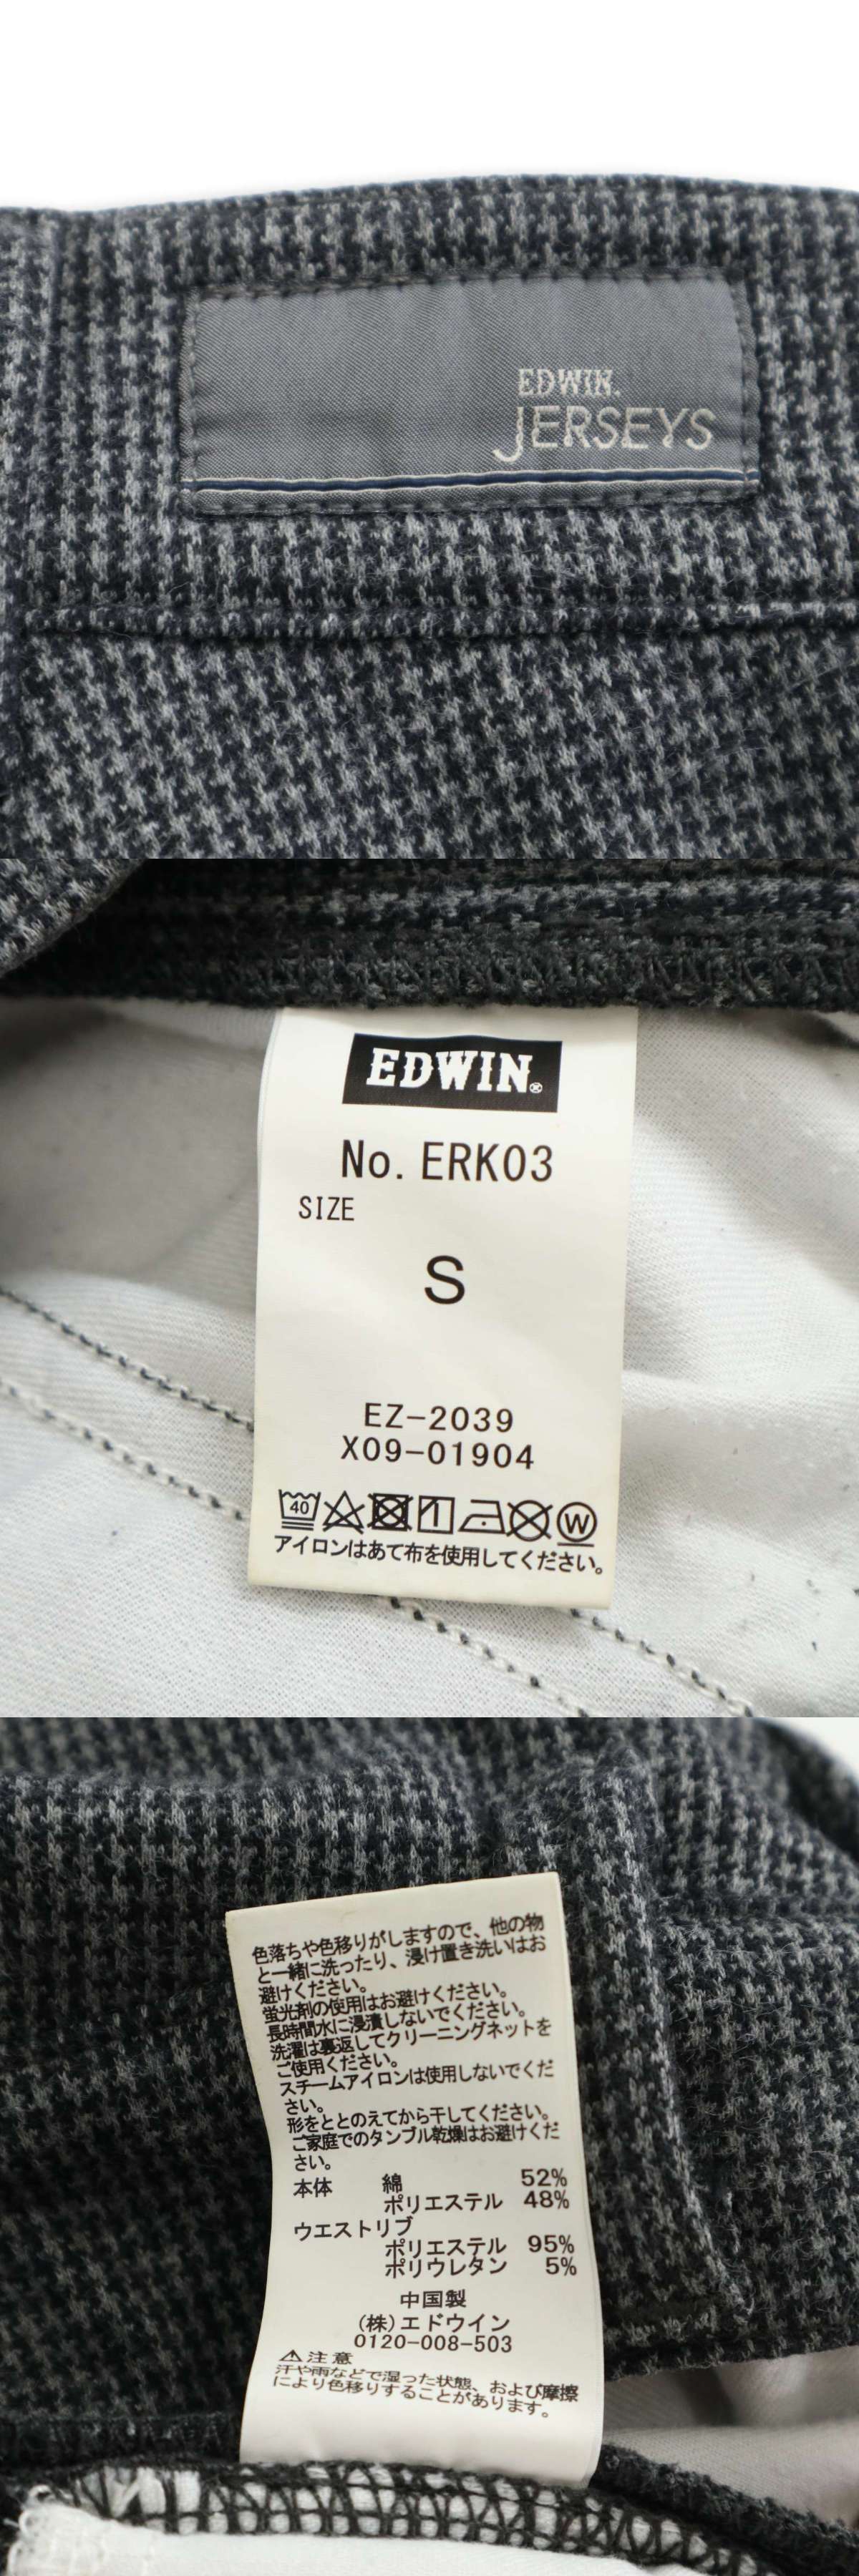 EDWIN.
JERSEYS
EDWIN®
No. ERK03
SIZE
S
EZ-2039
X09-01904
40
W
アイロンはあて布を使用してください。
色落ちや色移りがしますので、他の物
と一緒に洗ったり、浸け置き洗いはお
避けください。
蛍光剤の使用はお避けください。
長時間水に浸漬しないでください。
洗濯は裏返してクリーニングネットを
ご使用ください。
スチームアイロンは使用しないでくだ
さい。
形をととのえてから干してください。
ご家庭でのタンブル乾燥はお避けくだ
さい。
本体 綿 52%
ポリエステル 48%
ウエストリブ
ポリエステル 95%
ポリウレタン 5%
中国製
(株)エドウイン
0120-008-503
⚠注意
汗や雨などで湿った状態、および摩擦
により色移りすることがあります。